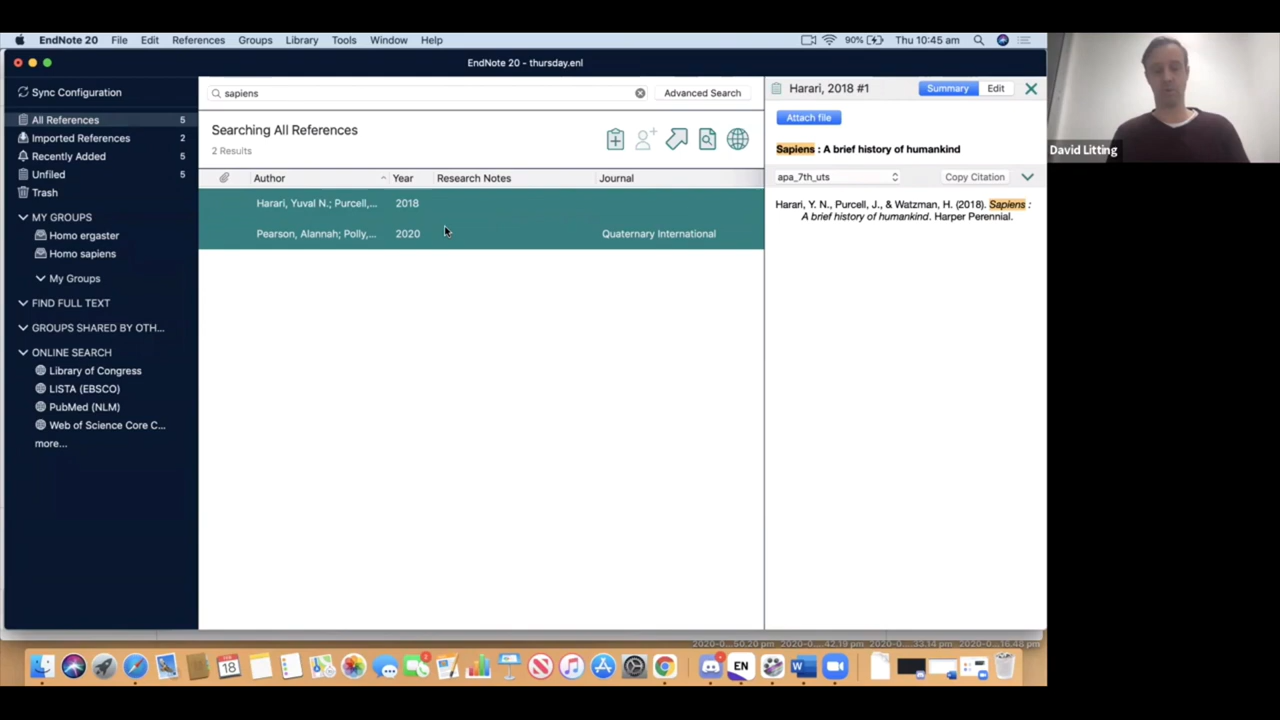 EndNote 20 File Edit References Groups Library Tools Window Help 90% Thu 10:45 am
EndNote 20 - thursday.enl
Sync Configuration
All References 5
Imported References 2
Recently Added 5
Unfiled 5
Trash
MY GROUPS
Homo ergaster
Homo sapiens
My Groups
FIND FULL TEXT
GROUPS SHARED BY OTH...
ONLINE SEARCH
Library of Congress
LISTA (EBSCO)
PubMed (NLM)
Web of Science Core C...
more...
sapiens Advanced Search
Searching All References
2 Results
Author Year Research Notes Journal
Harari, Yuval N.; Purcell,... 2018
Pearson, Alannah; Polly,... 2020 Quaternary International
Harari, 2018 #1 Summary Edit
Attach file
Sapiens : A brief history of humankind
apa_7th_uts Copy Citation
Harari, Y. N., Purcell, J., & Watzman, H. (2018). Sapiens :
A brief history of humankind. Harper Perennial.
David Litting
18 EN